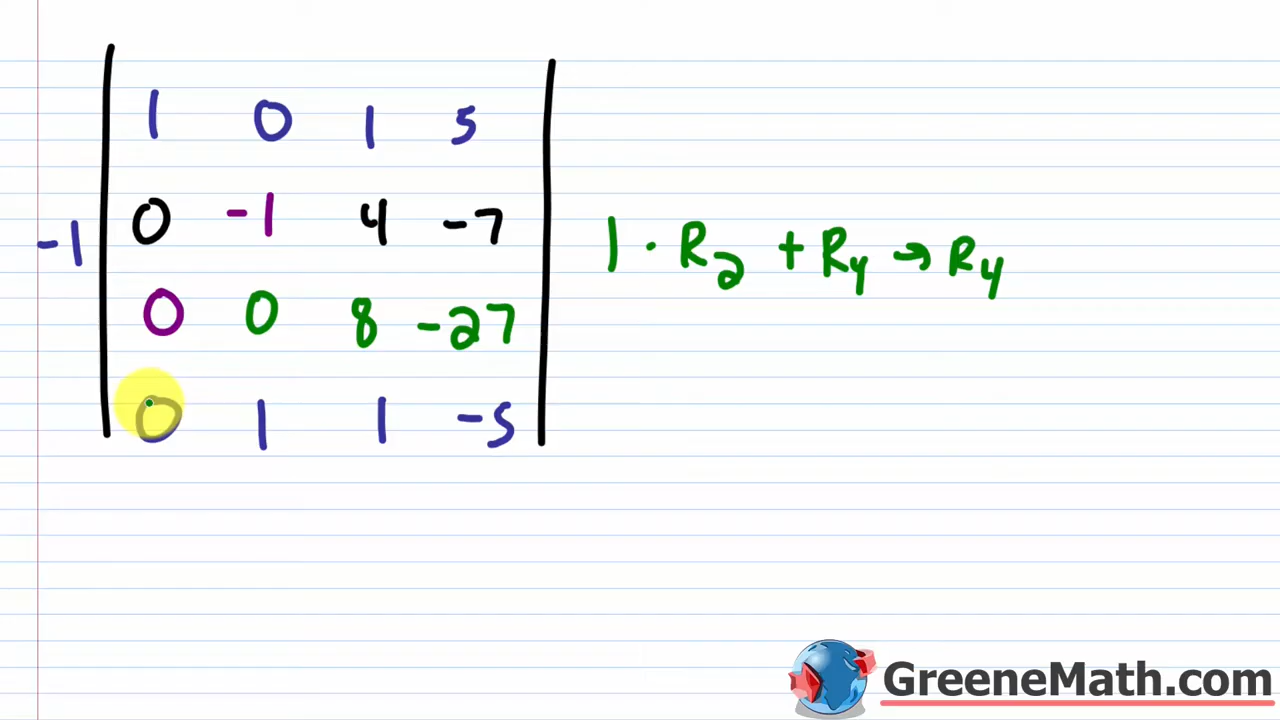 1 0 1 5
0 -1 4 -7
-1 1 · R2 + R4 → R4
0 0 8 -27
0 1 1 -5
GreeneMath.com